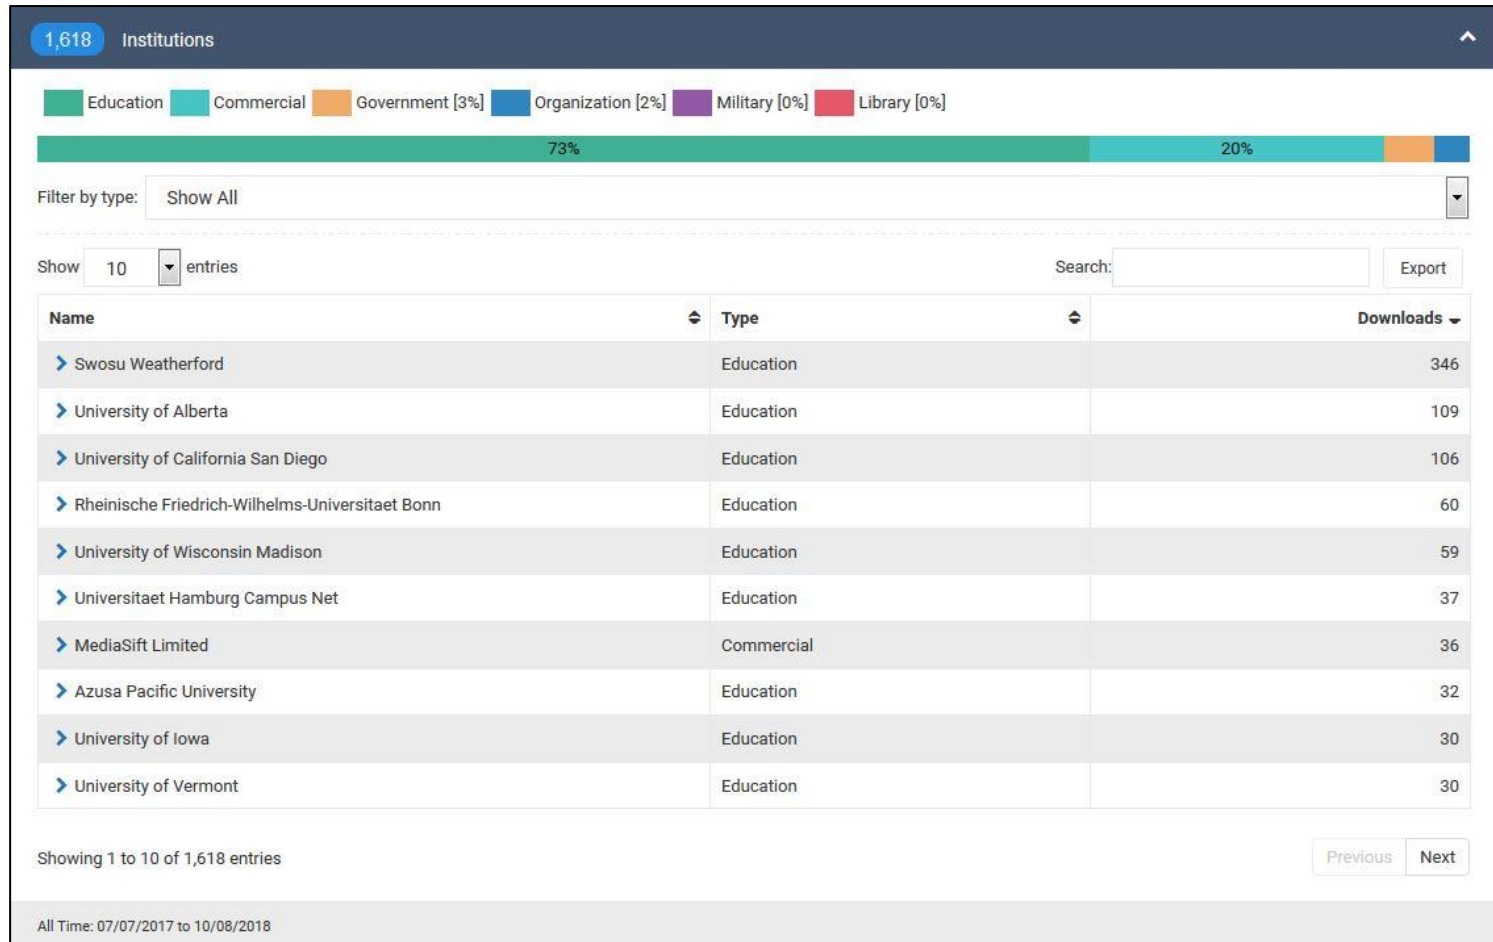 1,618 Institutions
Education Commercial Government [3%] Organization [2%] Military [0%] Library [0%]
73% 20%
Filter by type: Show All
Show 10 entries Search: Export
Name Type Downloads
Swosu Weatherford Education 346
University of Alberta Education 109
University of California San Diego Education 106
Rheinische Friedrich-Wilhelms-Universitaet Bonn Education 60
University of Wisconsin Madison Education 59
Universitaet Hamburg Campus Net Education 37
MediaSift Limited Commercial 36
Azusa Pacific University Education 32
University of Iowa Education 30
University of Vermont Education 30
Showing 1 to 10 of 1,618 entries Previous Next
All Time: 07/07/2017 to 10/08/2018